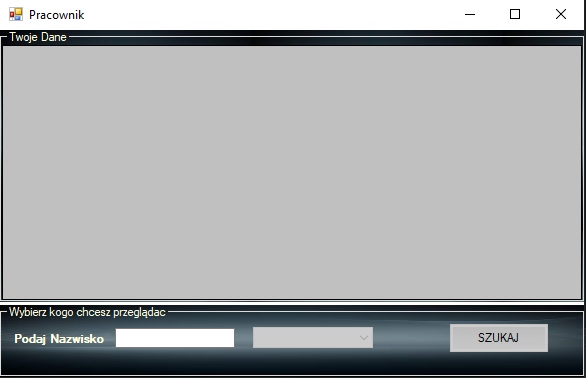 Pracownik
Twoje Dane
Wybierz kogo chcesz przeglądac
Podaj Nazwisko
SZUKAJ